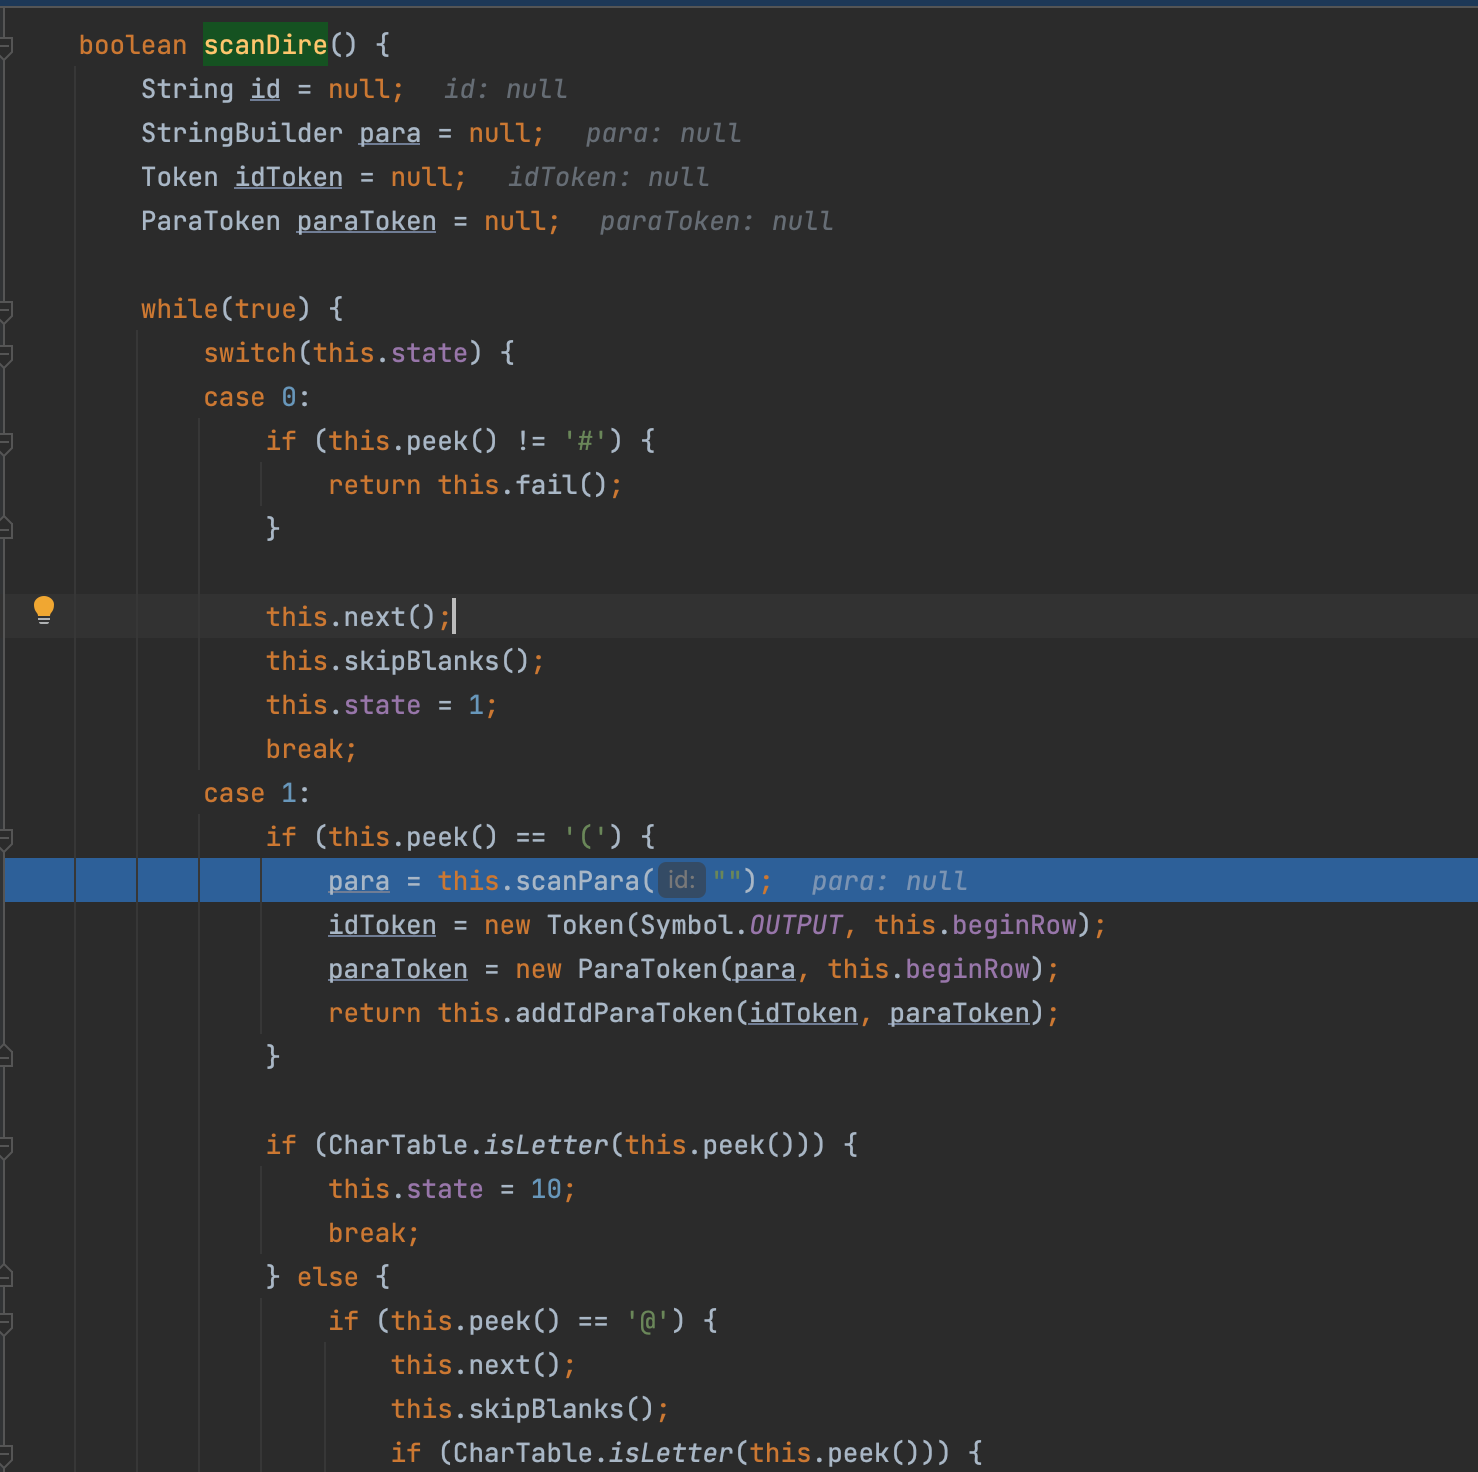 boolean scanDire() {
String id = null;   id: null
StringBuilder para = null;   para: null
Token idToken = null;   idToken: null
ParaToken paraToken = null;   paraToken: null
while(true) {
switch(this.state) {
case 0:
if (this.peek() != '#') {
return this.fail();
}
this.next();
this.skipBlanks();
this.state = 1;
break;
case 1:
if (this.peek() == '(') {
para = this.scanPara( id: "");   para: null
idToken = new Token(Symbol.OUTPUT, this.beginRow);
paraToken = new ParaToken(para, this.beginRow);
return this.addIdParaToken(idToken, paraToken);
}
if (CharTable.isLetter(this.peek())) {
this.state = 10;
break;
} else {
if (this.peek() == '@') {
this.next();
this.skipBlanks();
if (CharTable.isLetter(this.peek())) {